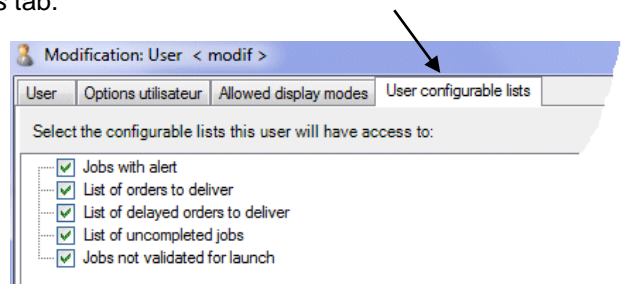 s tab.
Modification: User < modif >
User Options utilisateur Allowed display modes User configurable lists
Select the configurable lists this user will have access to:
Jobs with alert
List of orders to deliver
List of delayed orders to deliver
List of uncompleted jobs
Jobs not validated for launch